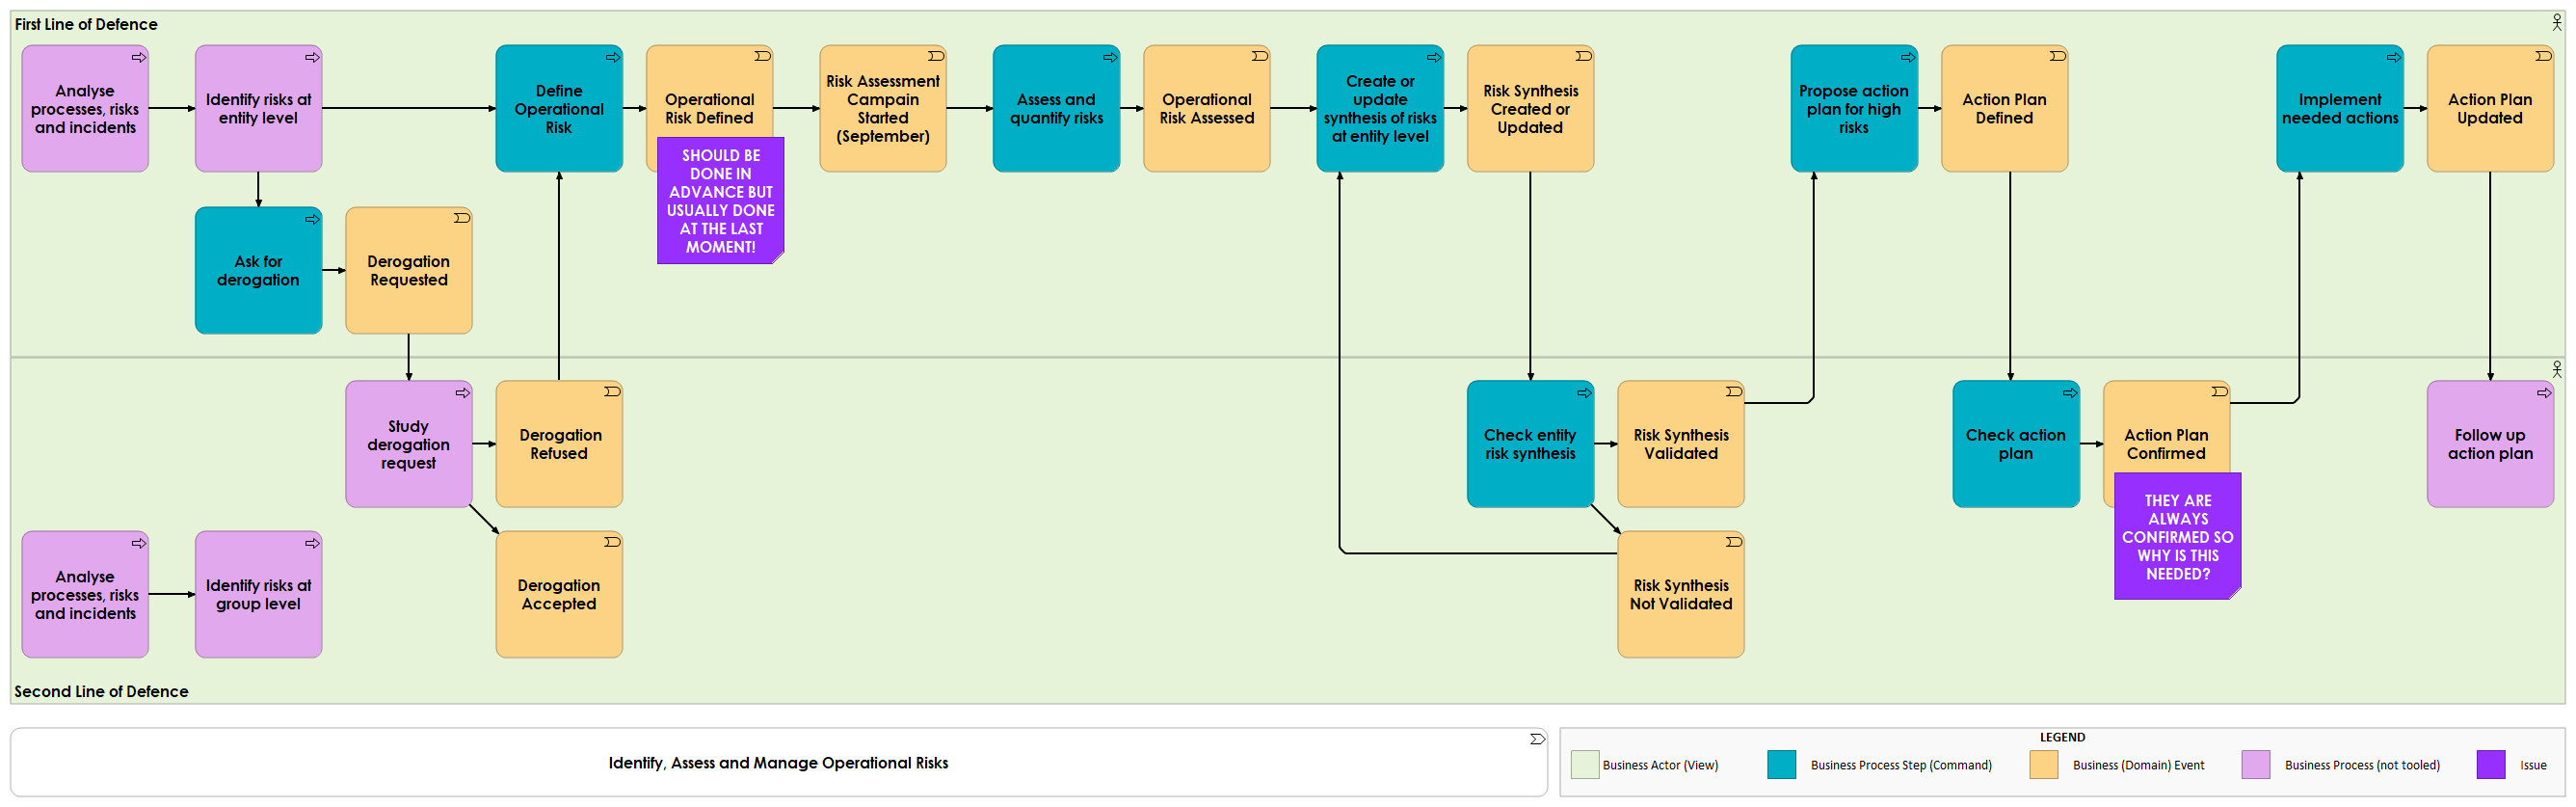 First Line of Defence
Analyse
processes, risks
and incidents
Identify risks at
entity level
Define
Operational
Risk
Operational
Risk Defined
SHOULD BE
DONE IN
ADVANCE BUT
USUALLY DONE
AT THE LAST
MOMENT!
Risk Assessment
Campain
Started
(September)
Assess and
quantify risks
Operational
Risk Assessed
Create or
update
synthesis of risks
at entity level
Risk Synthesis
Created or
Updated
Propose action
plan for high
risks
Action Plan
Defined
Implement
needed actions
Action Plan
Updated
Ask for
derogation
Derogation
Requested
Study
derogation
request
Derogation
Refused
Check entity
risk synthesis
Risk Synthesis
Validated
Check action
plan
Action Plan
Confirmed
THEY ARE
ALWAYS
CONFIRMED SO
WHY IS THIS
NEEDED?
Follow up
action plan
Analyse
processes, risks
and incidents
Identify risks at
group level
Derogation
Accepted
Risk Synthesis
Not Validated
Second Line of Defence
Identify, Assess and Manage Operational Risks
LEGEND
Business Actor (View)
Business Process Step (Command)
Business (Domain) Event
Business Process (not tooled)
Issue